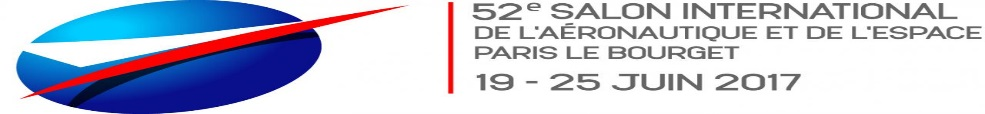 52e SALON INTERNATIONAL
DE L'AÉRONAUTIQUE ET DE L'ESPACE
PARIS LE BOURGET
19 - 25 JUIN 2017